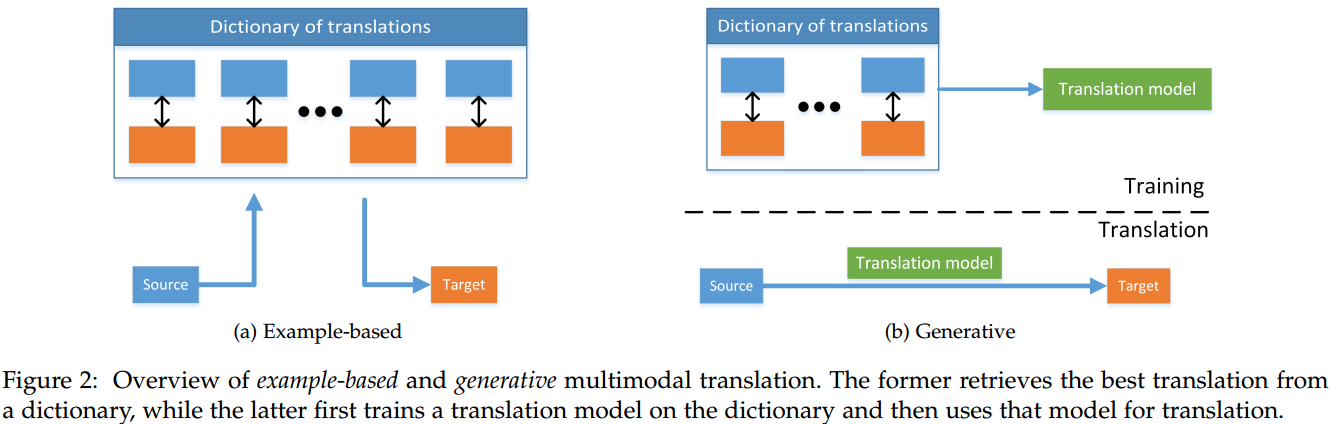 Dictionary of translations
Source
Target
(a) Example-based
Dictionary of translations
Translation model
Training
Translation
Translation model
Source
Target
(b) Generative
Figure 2: Overview of example-based and generative multimodal translation. The former retrieves the best translation from
a dictionary, while the latter first trains a translation model on the dictionary and then uses that model for translation.